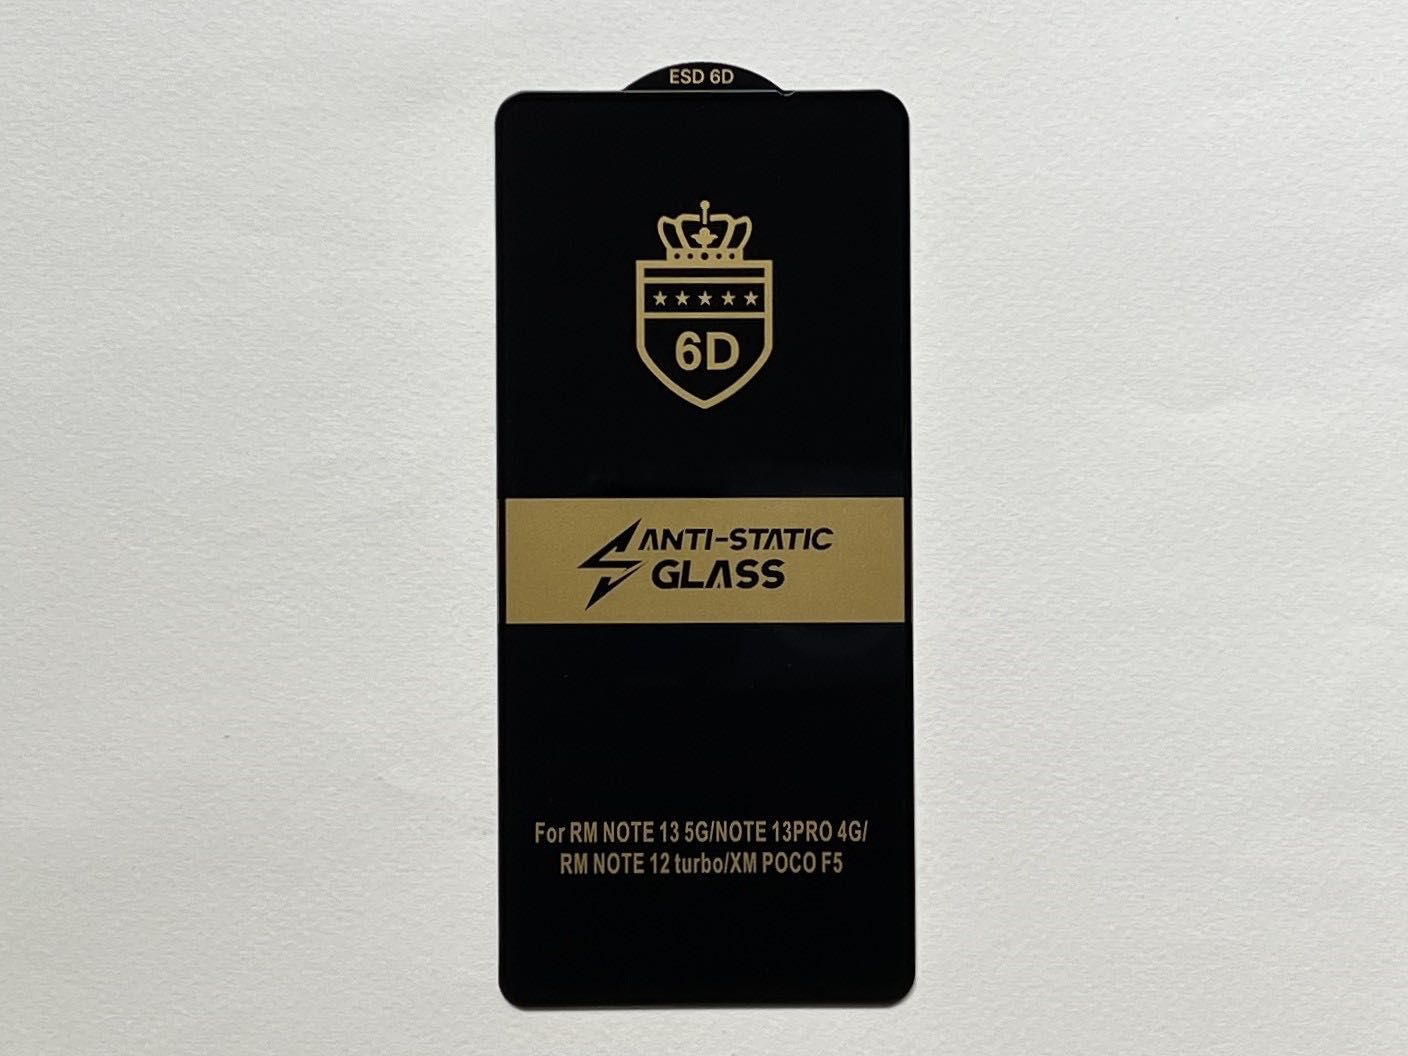 ESD 6D
6D
ANTI-STATIC
GLASS
For RM NOTE 13 5G/NOTE 13PRO 4G/
RM NOTE 12 turbo/XM POCO F5